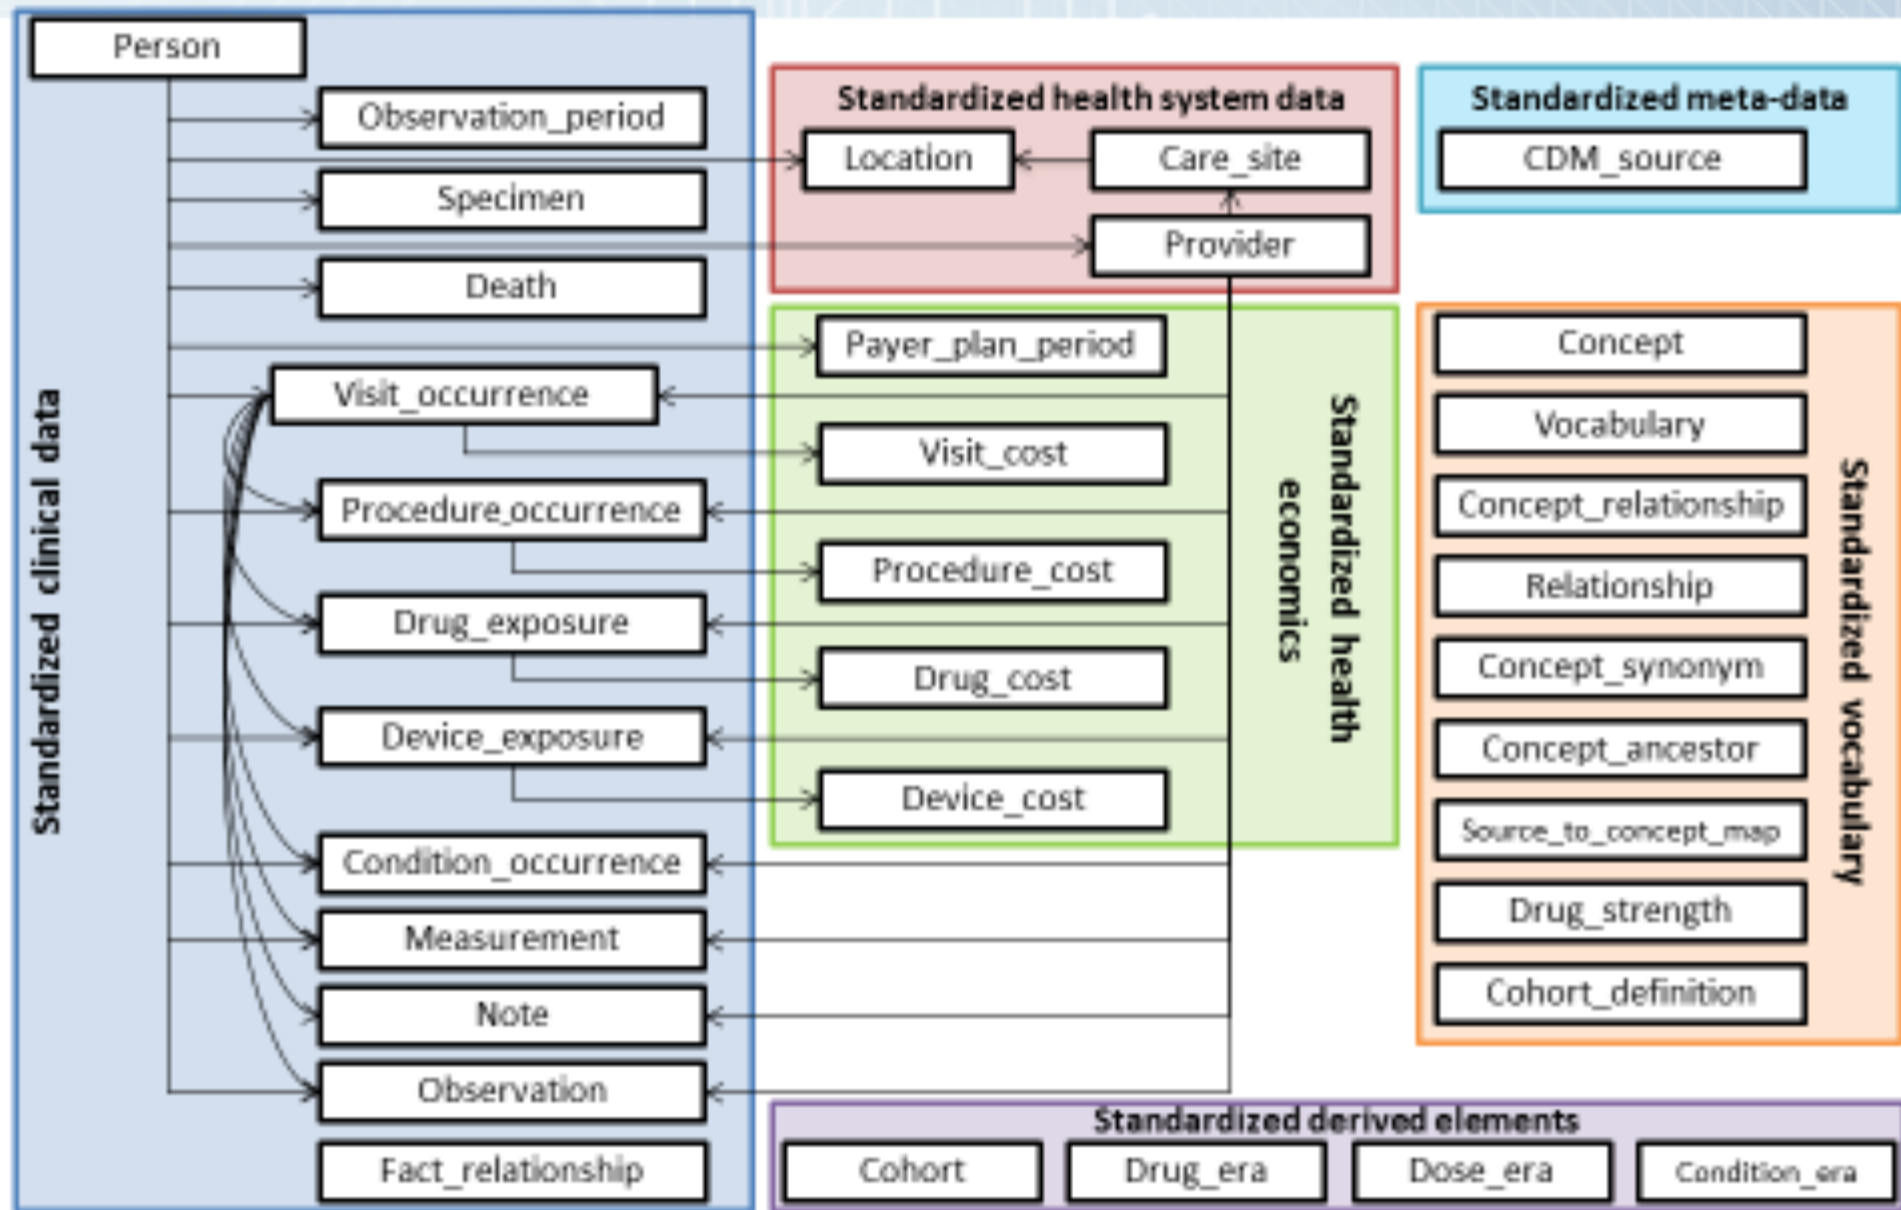 Person
Standardized clinical data
Observation_period
Specimen
Death
Visit_occurrence
Procedure_occurrence
Drug_exposure
Device_exposure
Condition_occurrence
Measurement
Note
Observation
Fact_relationship
Standardized health system data
Location
Care_site
Provider
Payer_plan_period
Visit_cost
Procedure_cost
Drug_cost
Device_cost
Standardized health
economics
Standardized meta-data
CDM_source
Concept
Vocabulary
Concept_relationship
Relationship
Concept_synonym
Concept_ancestor
Source_to_concept_map
Drug_strength
Cohort_definition
Standardized vocabulary
Standardized derived elements
Cohort
Drug_era
Dose_era
Condition_era